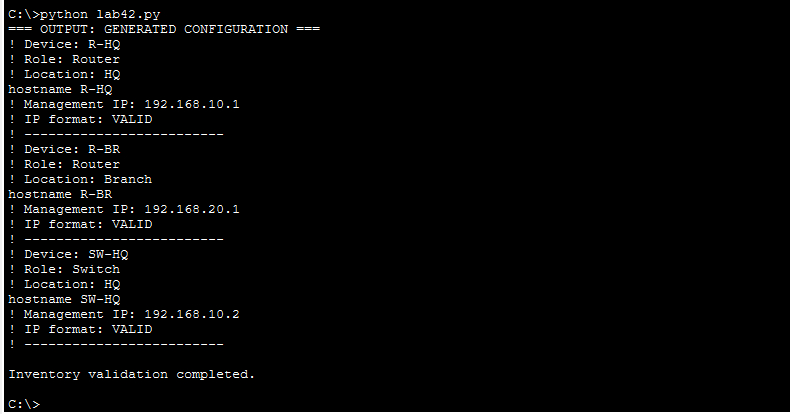 C:\>python lab42.py
=== OUTPUT: GENERATED CONFIGURATION ===
! Device: R-HQ
! Role: Router
! Location: HQ
hostname R-HQ
! Management IP: 192.168.10.1
! IP format: VALID
! -------------------------
! Device: R-BR
! Role: Router
! Location: Branch
hostname R-BR
! Management IP: 192.168.20.1
! IP format: VALID
! -------------------------
! Device: SW-HQ
! Role: Switch
! Location: HQ
hostname SW-HQ
! Management IP: 192.168.10.2
! IP format: VALID
! -------------------------
Inventory validation completed.
C:\>